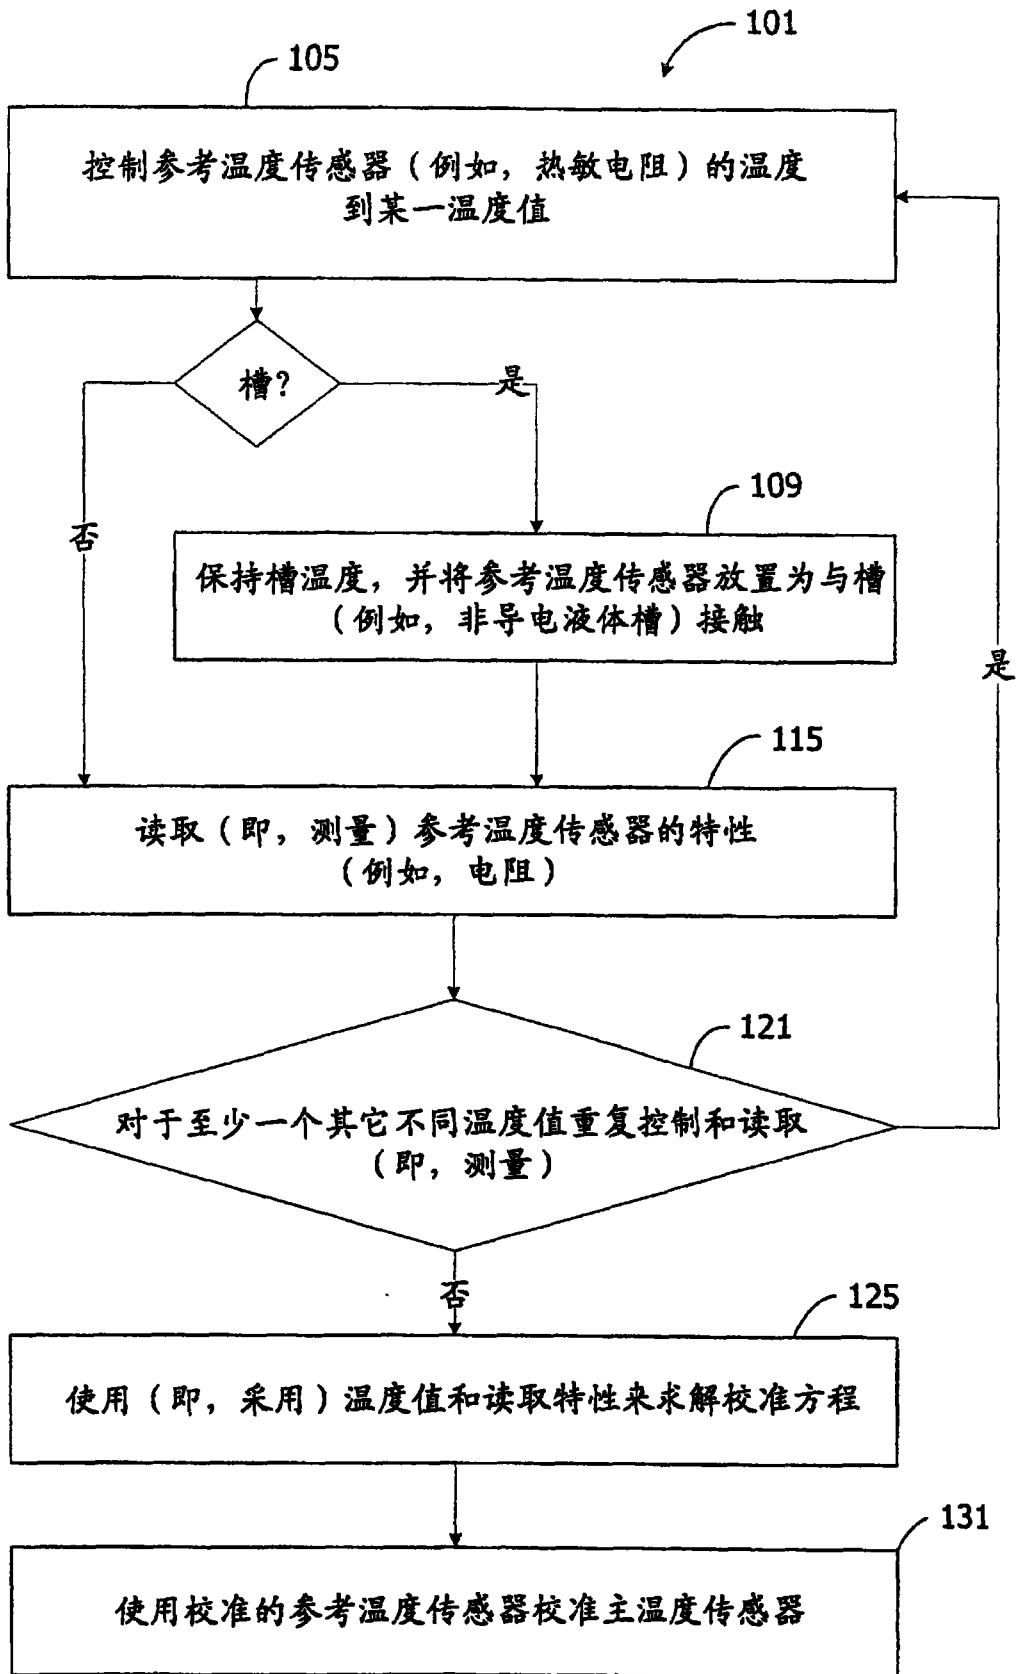 101
105
控制参考温度传感器（例如，热敏电阻）的温度
到某一温度值
槽？
是
否
109
保持槽温度，并将参考温度传感器放置为与槽
（例如，非导电液体槽）接触
是
115
读取（即，测量）参考温度传感器的特性
（例如，电阻）
121
对于至少一个其它不同温度值重复控制和读取
（即，测量）
否
125
使用（即，采用）温度值和读取特性来求解校准方程
131
使用校准的参考温度传感器校准主温度传感器